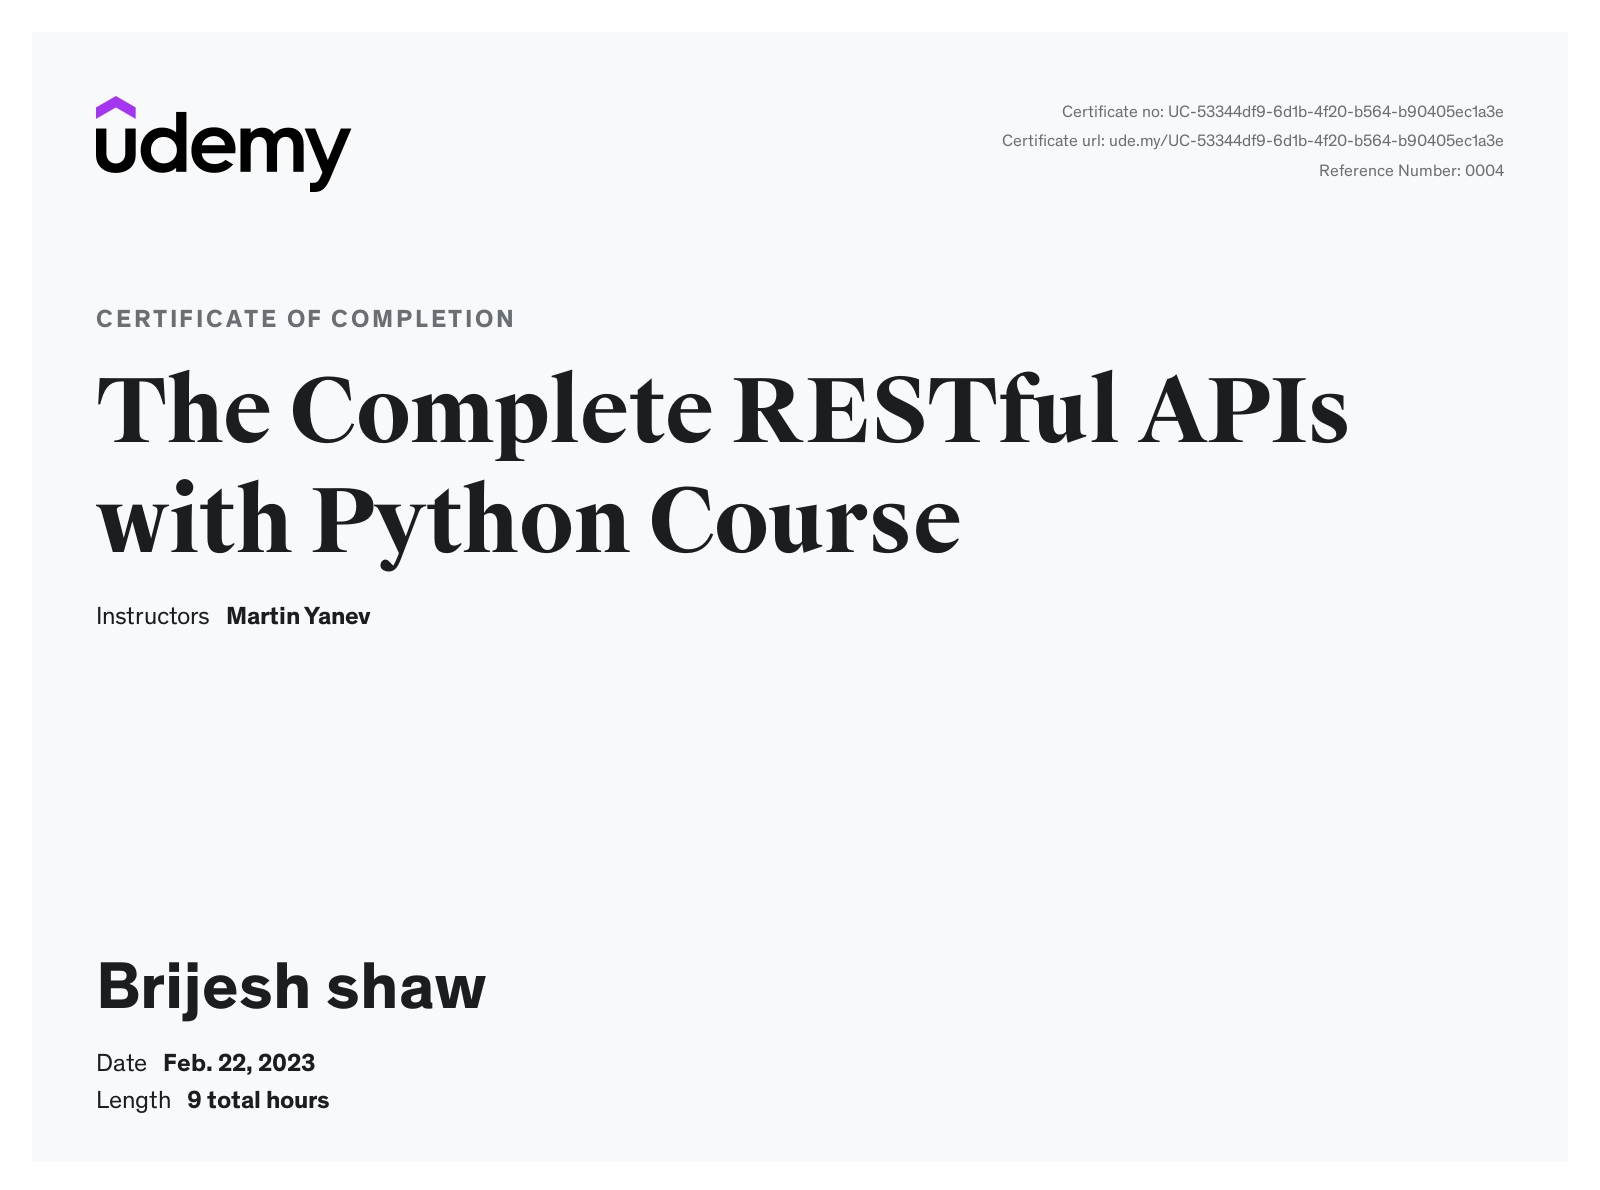 udemy
Certificate no: UC-53344df9-6d1b-4f20-b564-b90405ec1a3e
Certificate url: ude.my/UC-53344df9-6d1b-4f20-b564-b90405ec1a3e
Reference Number: 0004
CERTIFICATE OF COMPLETION
The Complete RESTful APIs
with Python Course
Instructors Martin Yanev
Brijesh shaw
Date Feb. 22, 2023
Length 9 total hours